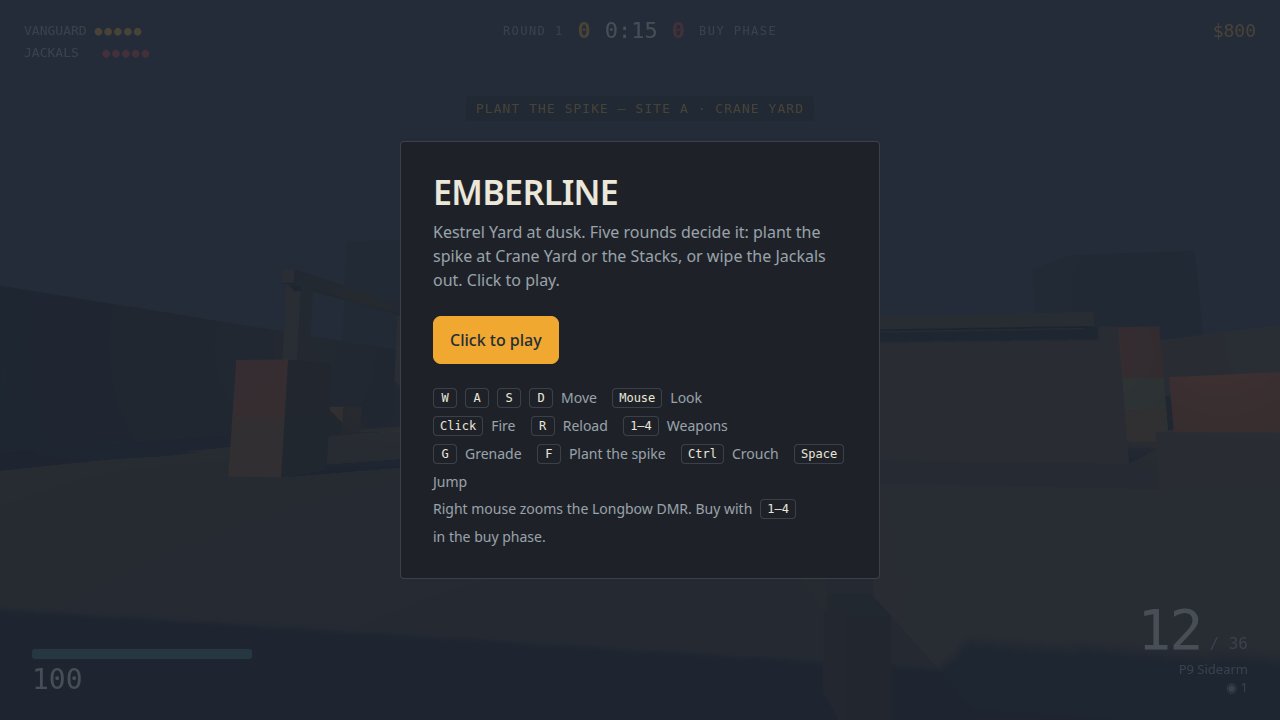 VANGUARD ●●●●●
JACKALS ●●●●●
ROUND 1 0 0:15 0 BUY PHASE
$800
PLANT THE SPIKE — SITE A · CRANE YARD
EMBERLINE
Kestrel Yard at dusk. Five rounds decide it: plant the
spike at Crane Yard or the Stacks, or wipe the Jackals
out. Click to play.
Click to play
W A S D Move Mouse Look
Click Fire R Reload 1–4 Weapons
G Grenade F Plant the spike Ctrl Crouch Space
Jump
Right mouse zooms the Longbow DMR. Buy with 1–4
in the buy phase.
100
12 / 36
P9 Sidearm
◉ 1